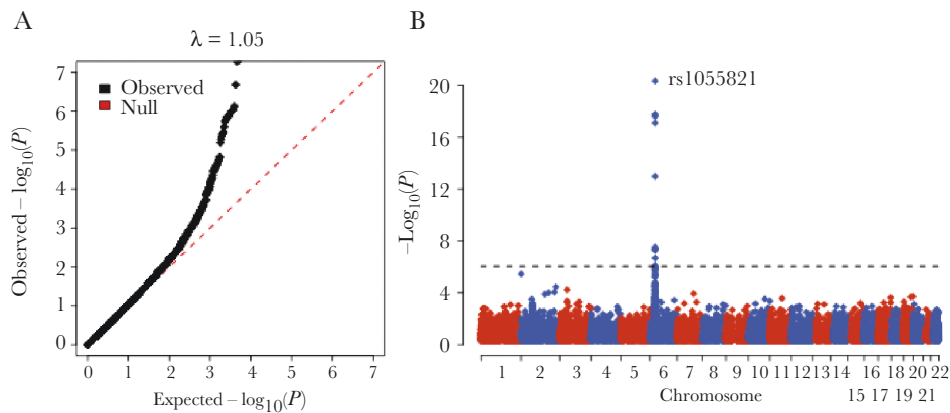 A
λ = 1.05
Observed – log10(P)
7
6
5
4
3
2
1
0
Observed
Null
0 1 2 3 4 5 6 7
Expected – log10(P)
B
–Log10(P)
20
16
12
8
4
0
rs1055821
1 2 3 4 5 6 7 8 9 10 11 12 13 14 15 16 17 18 19 20 21 22
Chromosome